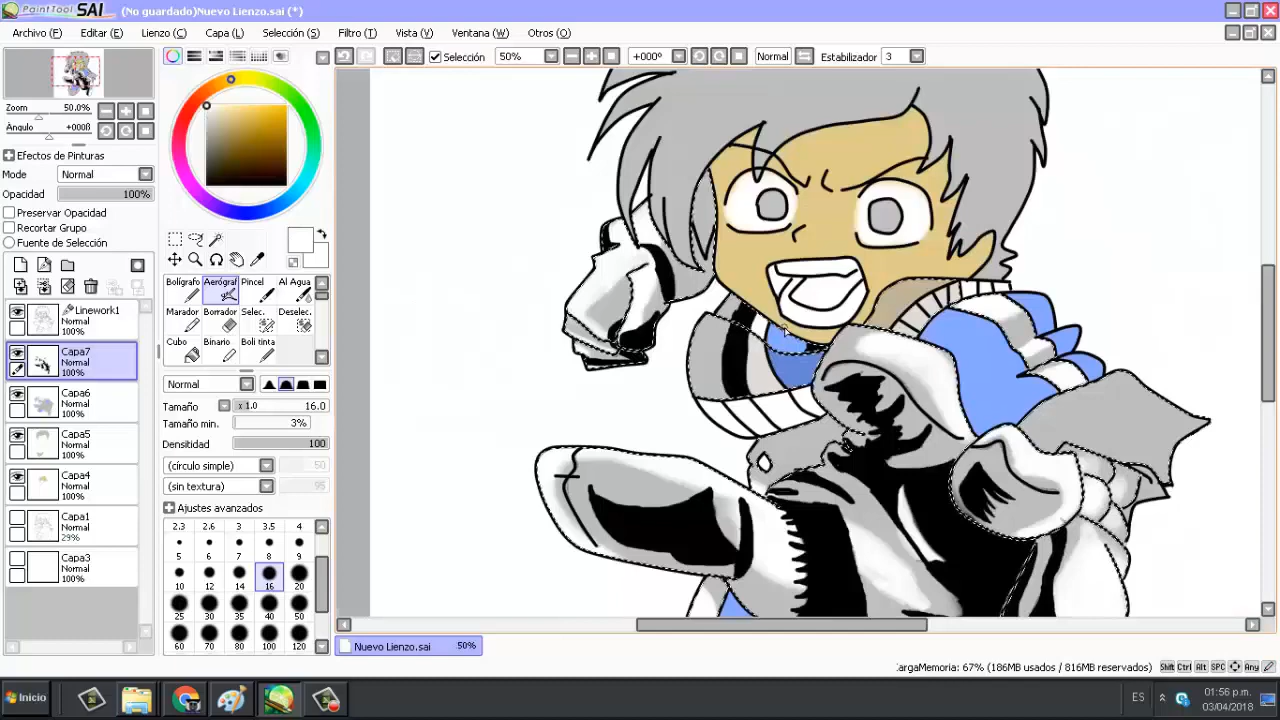 PaintTool SAI (No guardado)Nuevo Lienzo.sai (*)
Archivo (F) Editar (E) Lienzo (C) Capa (L) Selección (S) Filtro (T) Vista (V) Ventana (W) Otros (O)
Selección 50% +000º Normal Estabilizador 3
Zoom 50.0%
Ángulo +000ß
Efectos de Pinturas
Mode Normal
Opacidad 100%
Preservar Opacidad
Recortar Grupo
Fuente de Selección
Linework1
Normal
100%
Capa7
Normal
100%
Capa6
Normal
100%
Capa5
Normal
100%
Capa4
Normal
100%
Capa1
Normal
29%
Capa3
Normal
100%
Bolígraf Aerógraf Pincel Al Agua
Marador Borrador Selec. Deselec.
Cubo Binario Boli tinta
Normal
Tamaño x 1.0 16.0
Tamaño min. 3%
Densitidad 100
(círculo simple) 50
(sin textura) 95
Ajustes avanzados
2.3 2.6 3 3.5 4
5 6 7 8 9
10 12 14 16 20
25 30 35 40 50
60 70 80 100 120
Nuevo Lienzo.sai 50%
argaMemoria: 67% (186MB usados / 816MB reservados) Shift Ctrl Alt SPC Any
Inicio ES 01:56 p.m.
03/04/2018